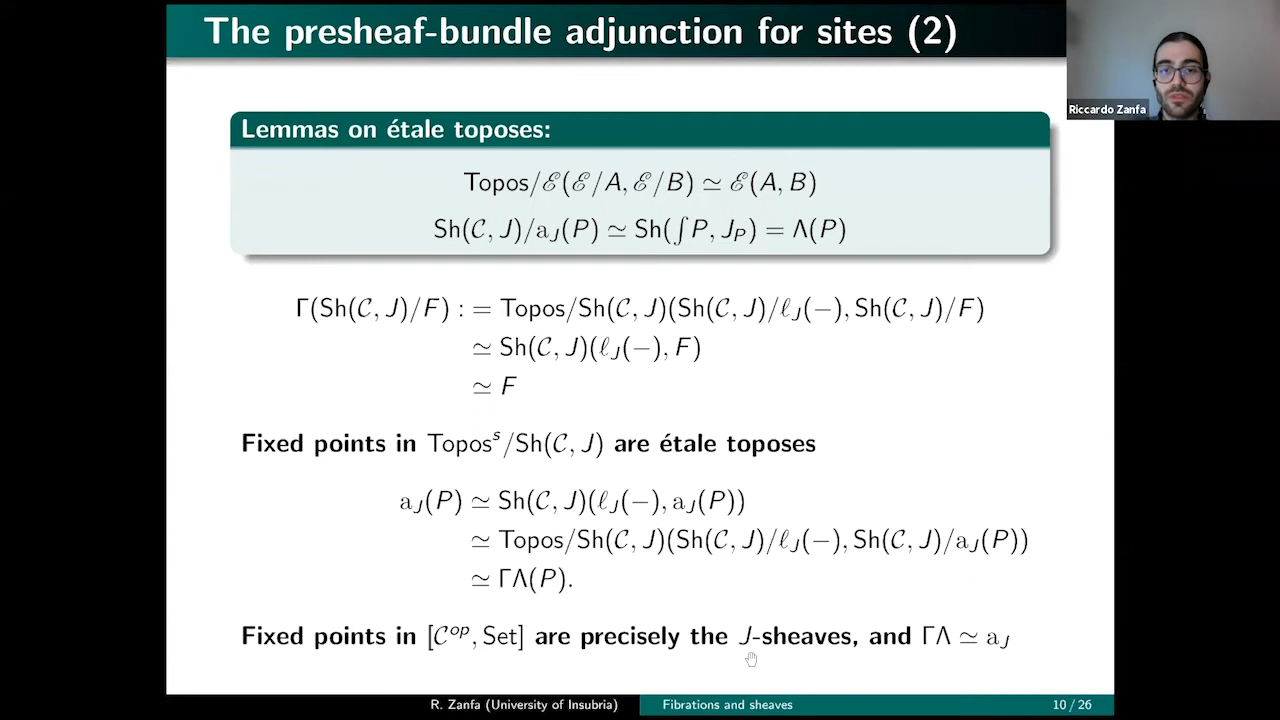 The presheaf-bundle adjunction for sites (2)
Riccardo Zanfa
Lemmas on étale toposes:
Topos/ℰ(ℰ/A, ℰ/B) ≃ ℰ(A, B)
Sh(𝒞, J)/a_J(P) ≃ Sh(∫P, J_P) = Λ(P)
Γ(Sh(𝒞, J)/F) : = Topos/Sh(𝒞, J)(Sh(𝒞, J)/ℓ_J(−), Sh(𝒞, J)/F)
≃ Sh(𝒞, J)(ℓ_J(−), F)
≃ F
Fixed points in Topos^s/Sh(𝒞, J) are étale toposes
a_J(P) ≃ Sh(𝒞, J)(ℓ_J(−), a_J(P))
≃ Topos/Sh(𝒞, J)(Sh(𝒞, J)/ℓ_J(−), Sh(𝒞, J)/a_J(P))
≃ ΓΛ(P).
Fixed points in [𝒞^op, Set] are precisely the J-sheaves, and ΓΛ ≃ a_J
R. Zanfa (University of Insubria)
Fibrations and sheaves
10 / 26